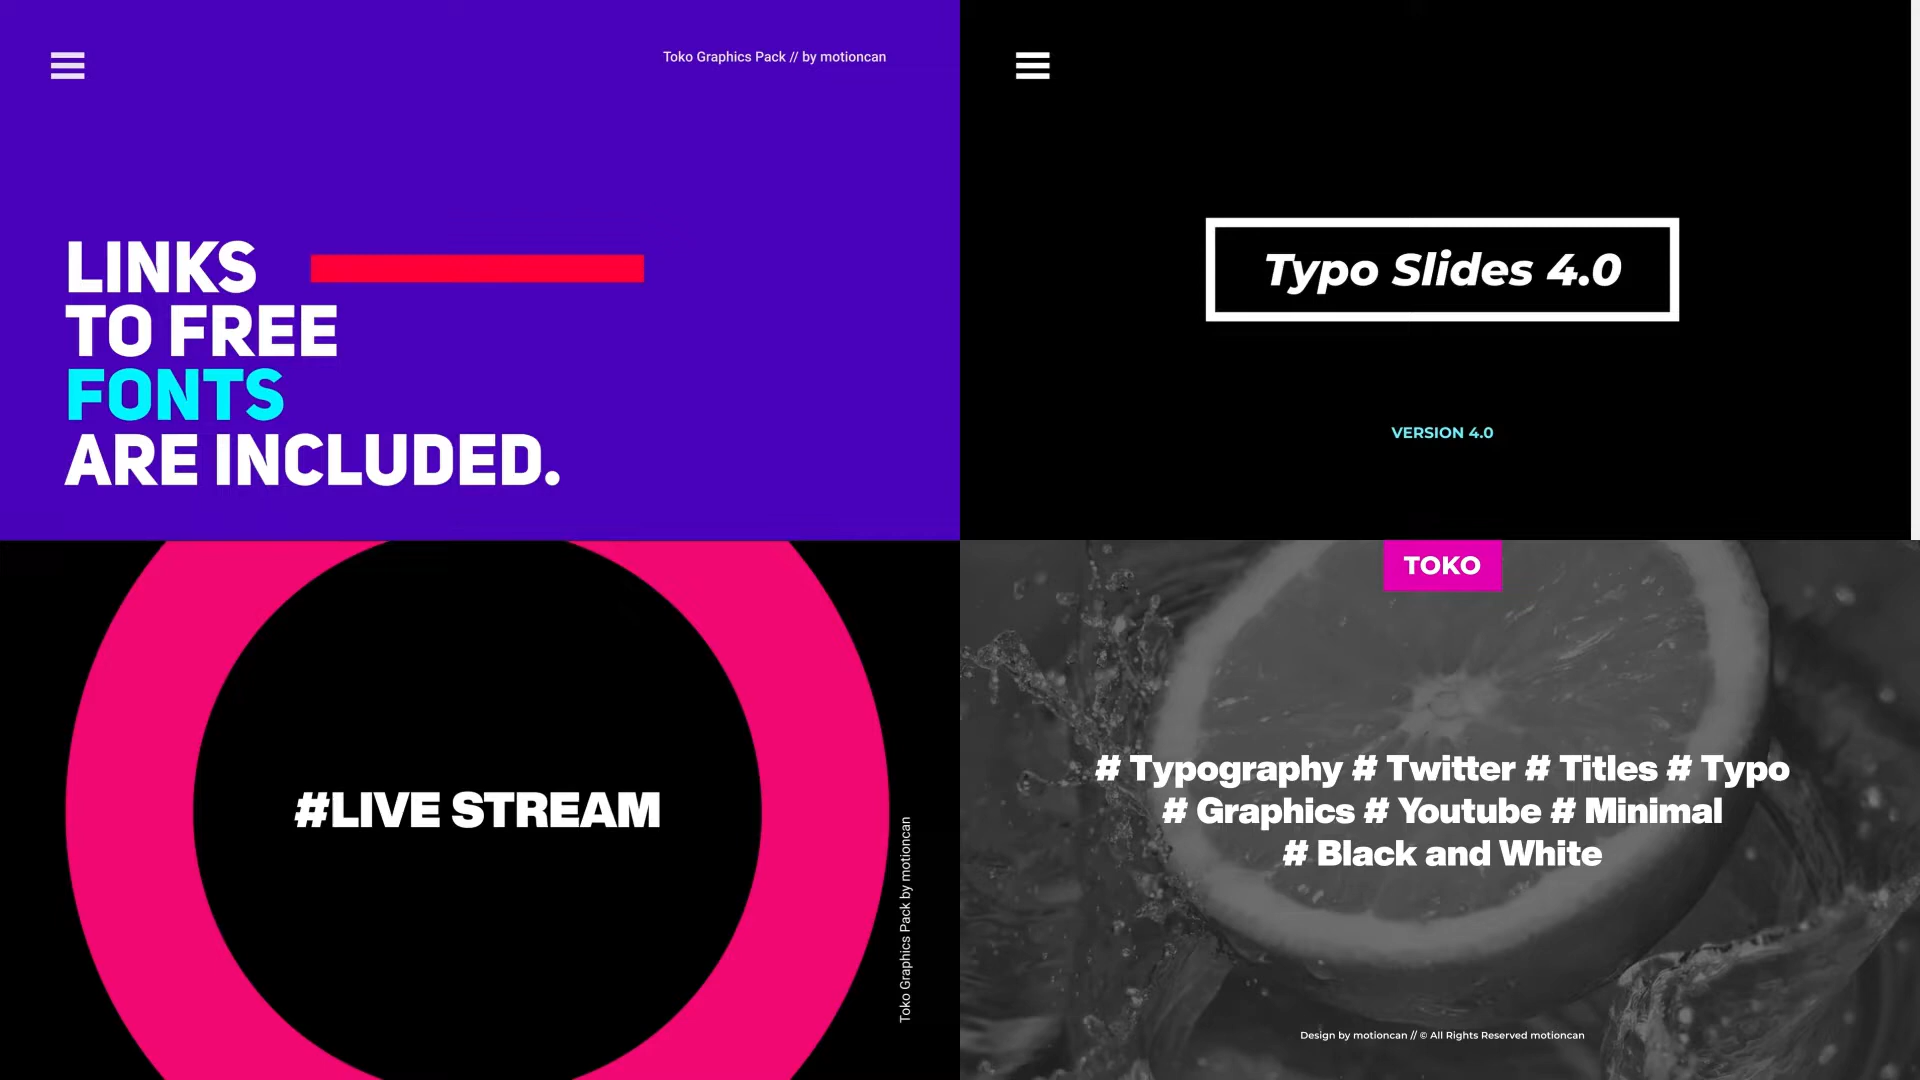 Toko Graphics Pack // by motioncan
LINKS
TO FREE
FONTS
ARE INCLUDED.
Typo Slides 4.0
VERSION 4.0
#LIVE STREAM
Toko Graphics Pack by motioncan
TOKO
# Typography # Twitter # Titles # Typo
# Graphics # Youtube # Minimal
# Black and White
Design by motioncan // © All Rights Reserved motioncan